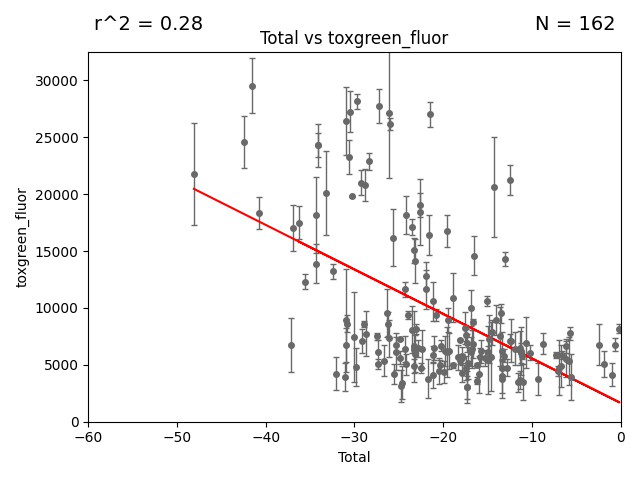 r^2 = 0.28
N = 162
Total vs toxgreen_fluor
30000
25000
20000
15000
10000
5000
0
toxgreen_fluor
−60
−50
−40
−30
−20
−10
0
Total